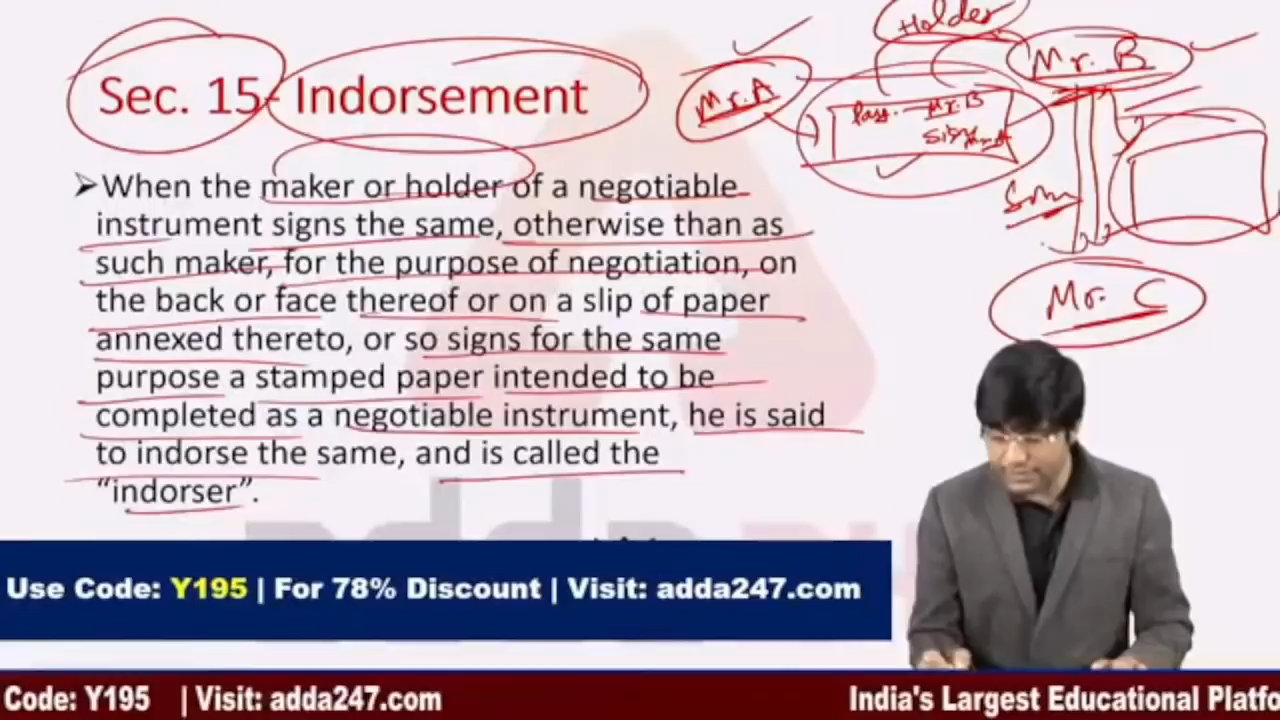 Holder
Mr. B
Mr. A
Mr. B
Sec. 15- Indorsement
➤When the maker or holder of a negotiable
instrument signs the same, otherwise than as
such maker, for the purpose of negotiation, on
the back or face thereof or on a slip of paper
annexed thereto, or so signs for the same
purpose a stamped paper intended to be
completed as a negotiable instrument, he is said
to indorse the same, and is called the
“indorser”.
Mr. C
adda
Use Code: Y195 | For 78% Discount | Visit: adda247.com
Code: Y195 | Visit: adda247.com
India's Largest Educational Platfo